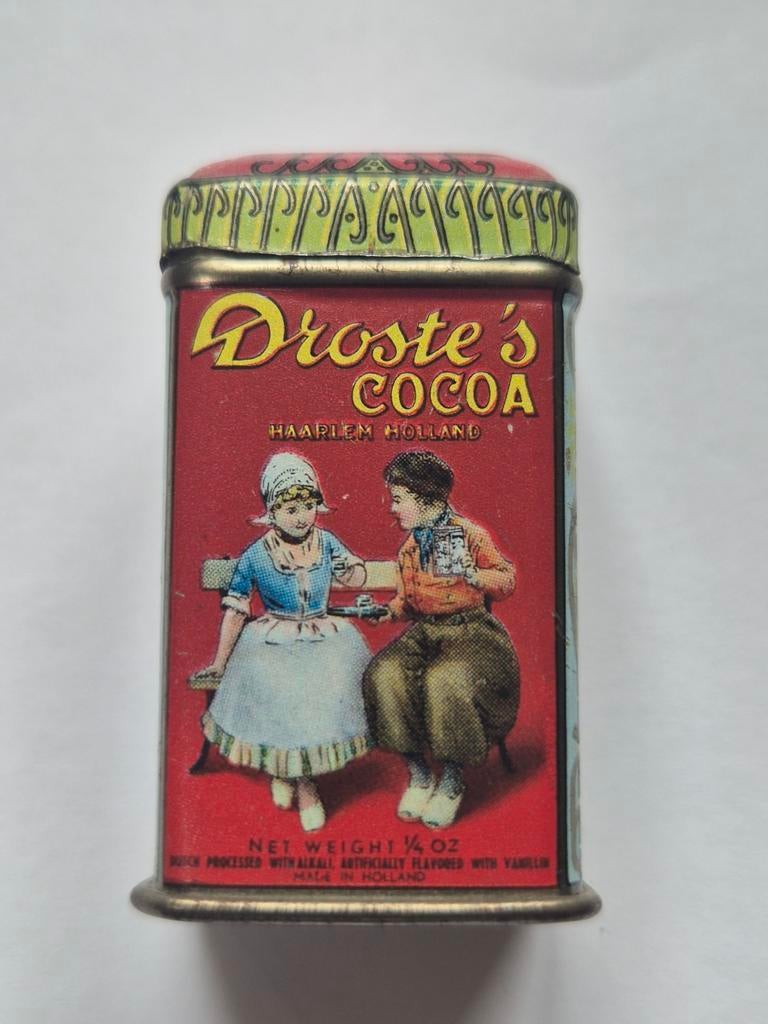 Droste's
COCOA
HAARLEM HOLLAND
NET WEIGHT 1/4 OZ
DUTCH PROCESSED WITH ALKALI, ARTIFICIALLY FLAVORED WITH VANILLIN
MADE IN HOLLAND